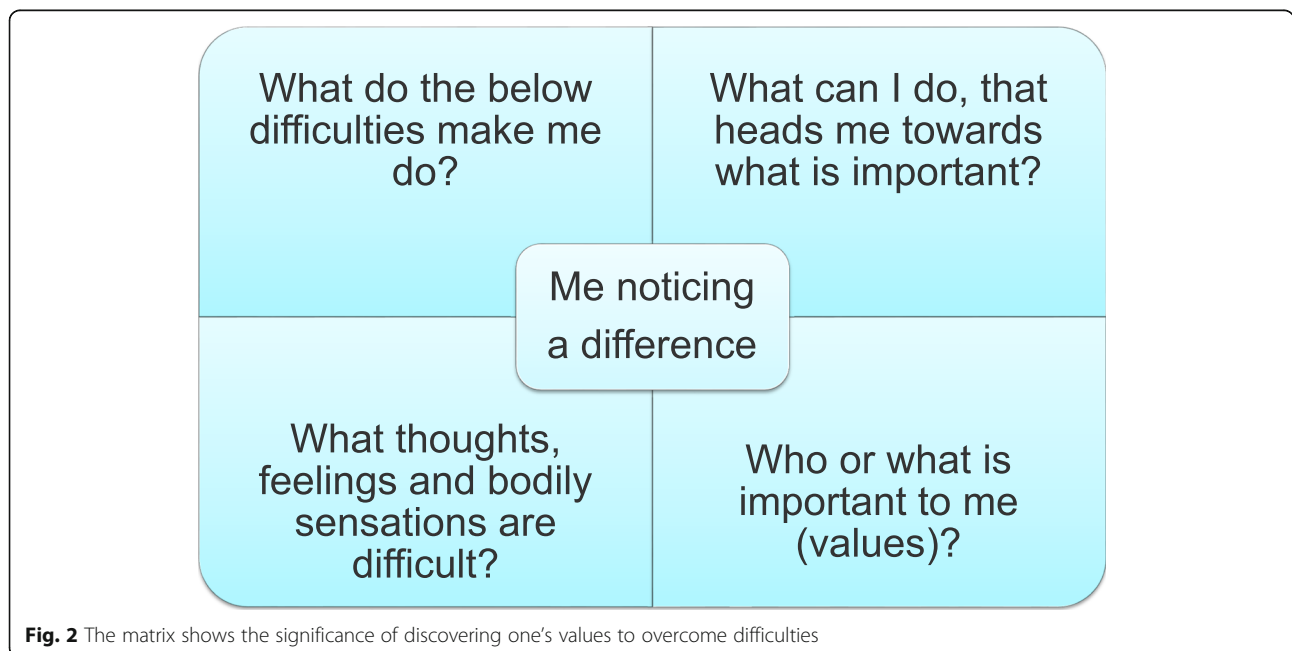 What do the below
difficulties make me
do?
What can I do, that
heads me towards
what is important?
Me noticing
a difference
What thoughts,
feelings and bodily
sensations are
difficult?
Who or what is
important to me
(values)?
Fig. 2 The matrix shows the significance of discovering one's values to overcome difficulties